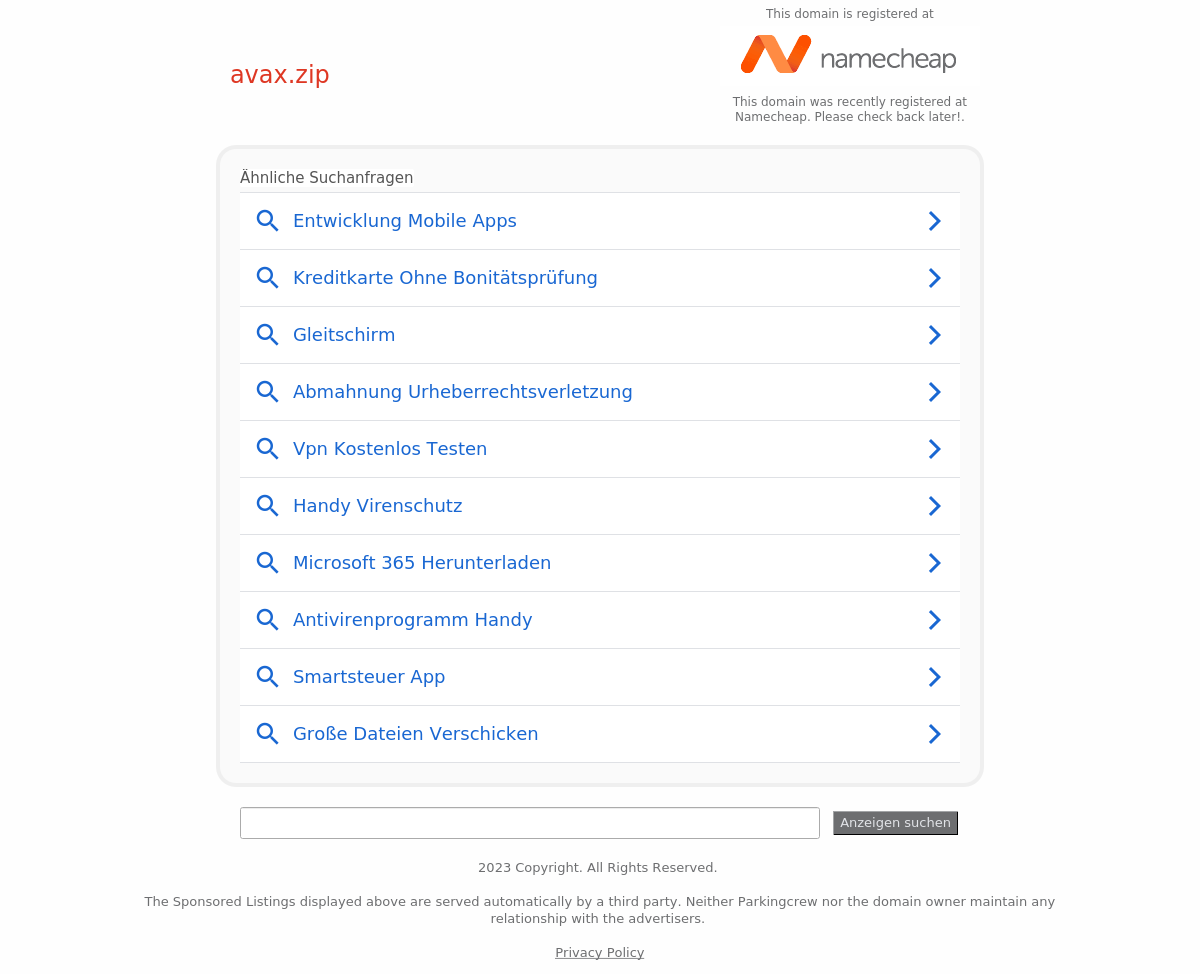 This domain is registered at
namecheap
avax.zip
This domain was recently registered at
Namecheap. Please check back later!.
Ähnliche Suchanfragen
Entwicklung Mobile Apps
Kreditkarte Ohne Bonitätsprüfung
Gleitschirm
Abmahnung Urheberrechtsverletzung
Vpn Kostenlos Testen
Handy Virenschutz
Microsoft 365 Herunterladen
Antivirenprogramm Handy
Smartsteuer App
Große Dateien Verschicken
Anzeigen suchen
2023 Copyright. All Rights Reserved.
The Sponsored Listings displayed above are served automatically by a third party. Neither Parkingcrew nor the domain owner maintain any
relationship with the advertisers.
Privacy Policy